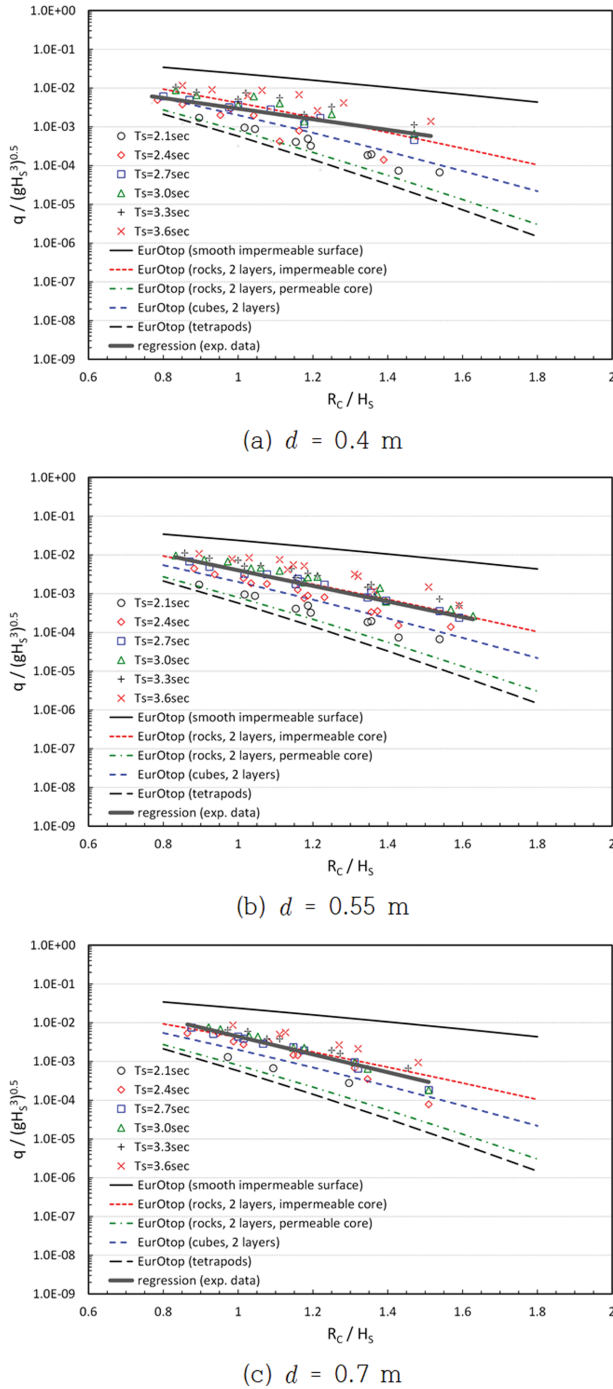 1.0E+00
1.0E-01
1.0E-02
1.0E-03
1.0E-04
1.0E-05
1.0E-06
1.0E-07
1.0E-08
1.0E-09
q / (gHS3)0.5
Ts=2.1sec
Ts=2.4sec
Ts=2.7sec
Ts=3.0sec
Ts=3.3sec
Ts=3.6sec
EurOtop (smooth impermeable surface)
EurOtop (rocks, 2 layers, impermeable core)
EurOtop (rocks, 2 layers, permeable core)
EurOtop (cubes, 2 layers)
EurOtop (tetrapods)
regression (exp. data)
0.6 0.8 1 1.2 1.4 1.6 1.8 2
RC / HS
(a) d = 0.4 m
1.0E+00
1.0E-01
1.0E-02
1.0E-03
1.0E-04
1.0E-05
1.0E-06
1.0E-07
1.0E-08
1.0E-09
q / (gHS3)0.5
Ts=2.1sec
Ts=2.4sec
Ts=2.7sec
Ts=3.0sec
Ts=3.3sec
Ts=3.6sec
EurOtop (smooth impermeable surface)
EurOtop (rocks, 2 layers, impermeable core)
EurOtop (rocks, 2 layers, permeable core)
EurOtop (cubes, 2 layers)
EurOtop (tetrapods)
regression (exp. data)
0.6 0.8 1 1.2 1.4 1.6 1.8 2
RC / HS
(b) d = 0.55 m
1.0E+00
1.0E-01
1.0E-02
1.0E-03
1.0E-04
1.0E-05
1.0E-06
1.0E-07
1.0E-08
1.0E-09
q / (gHS3)0.5
Ts=2.1sec
Ts=2.4sec
Ts=2.7sec
Ts=3.0sec
Ts=3.3sec
Ts=3.6sec
EurOtop (smooth impermeable surface)
EurOtop (rocks, 2 layers, impermeable core)
EurOtop (rocks, 2 layers, permeable core)
EurOtop (cubes, 2 layers)
EurOtop (tetrapods)
regression (exp. data)
0.6 0.8 1 1.2 1.4 1.6 1.8 2
RC / HS
(c) d = 0.7 m